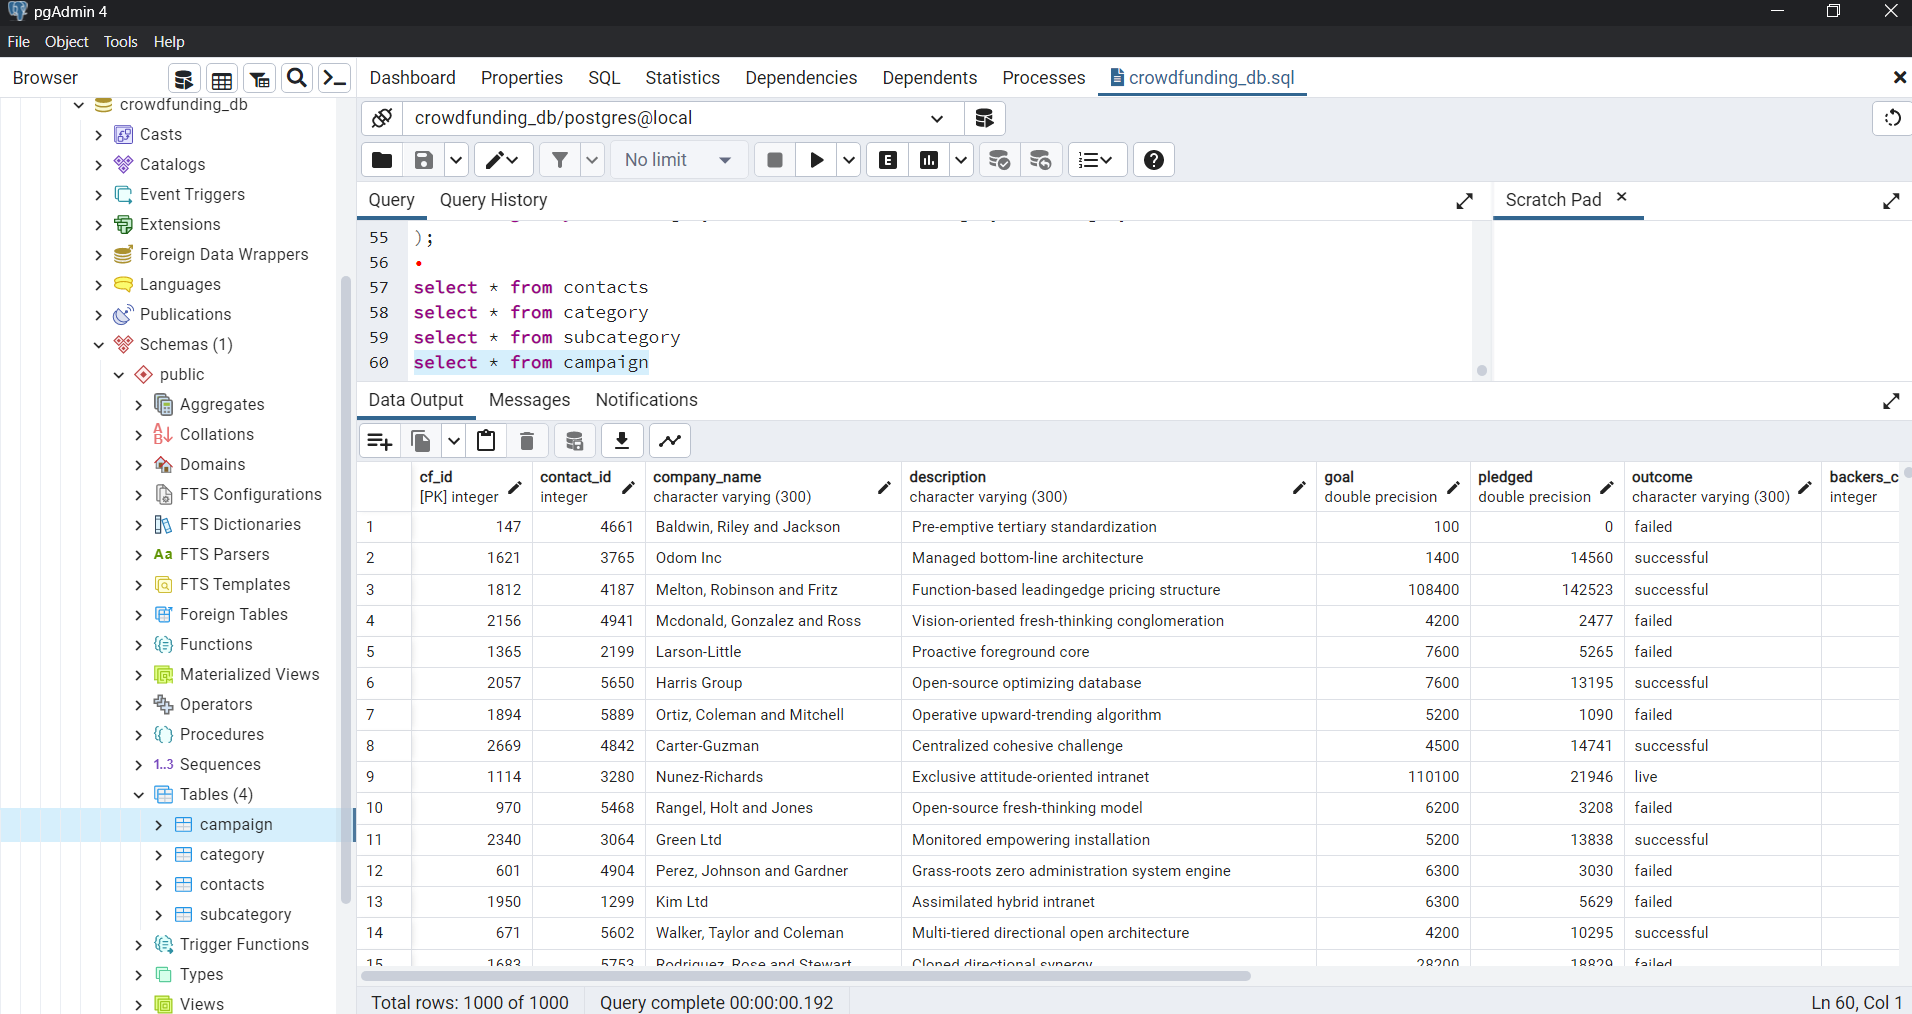 pgAdmin 4
File Object Tools Help
Browser
Dashboard Properties SQL Statistics Dependencies Dependents Processes crowdfunding_db.sql
crowdfunding_db
Casts
Catalogs
Event Triggers
Extensions
Foreign Data Wrappers
Languages
Publications
Schemas (1)
public
Aggregates
Collations
Domains
FTS Configurations
FTS Dictionaries
Aa FTS Parsers
FTS Templates
Foreign Tables
Functions
Materialized Views
Operators
Procedures
1..3 Sequences
Tables (4)
campaign
category
contacts
subcategory
Trigger Functions
Types
Views
crowdfunding_db/postgres@local
No limit
E
Query Query History
Scratch Pad
55 );
56
57 select * from contacts
58 select * from category
59 select * from subcategory
60 select * from campaign
Data Output Messages Notifications
cf_id contact_id company_name description goal pledged outcome backers_c
[PK] integer integer character varying (300) character varying (300) double precision double precision character varying (300) integer
1 147 4661 Baldwin, Riley and Jackson Pre-emptive tertiary standardization 100 0 failed
2 1621 3765 Odom Inc Managed bottom-line architecture 1400 14560 successful
3 1812 4187 Melton, Robinson and Fritz Function-based leadingedge pricing structure 108400 142523 successful
4 2156 4941 Mcdonald, Gonzalez and Ross Vision-oriented fresh-thinking conglomeration 4200 2477 failed
5 1365 2199 Larson-Little Proactive foreground core 7600 5265 failed
6 2057 5650 Harris Group Open-source optimizing database 7600 13195 successful
7 1894 5889 Ortiz, Coleman and Mitchell Operative upward-trending algorithm 5200 1090 failed
8 2669 4842 Carter-Guzman Centralized cohesive challenge 4500 14741 successful
9 1114 3280 Nunez-Richards Exclusive attitude-oriented intranet 110100 21946 live
10 970 5468 Rangel, Holt and Jones Open-source fresh-thinking model 6200 3208 failed
11 2340 3064 Green Ltd Monitored empowering installation 5200 13838 successful
12 601 4904 Perez, Johnson and Gardner Grass-roots zero administration system engine 6300 3030 failed
13 1950 1299 Kim Ltd Assimilated hybrid intranet 6300 5629 failed
14 671 5602 Walker, Taylor and Coleman Multi-tiered directional open architecture 4200 10295 successful
15 1683 5753 Rodriguez, Rose and Stewart Cloned directional synergy 28200 18829 failed
Total rows: 1000 of 1000 Query complete 00:00:00.192
Ln 60, Col 1